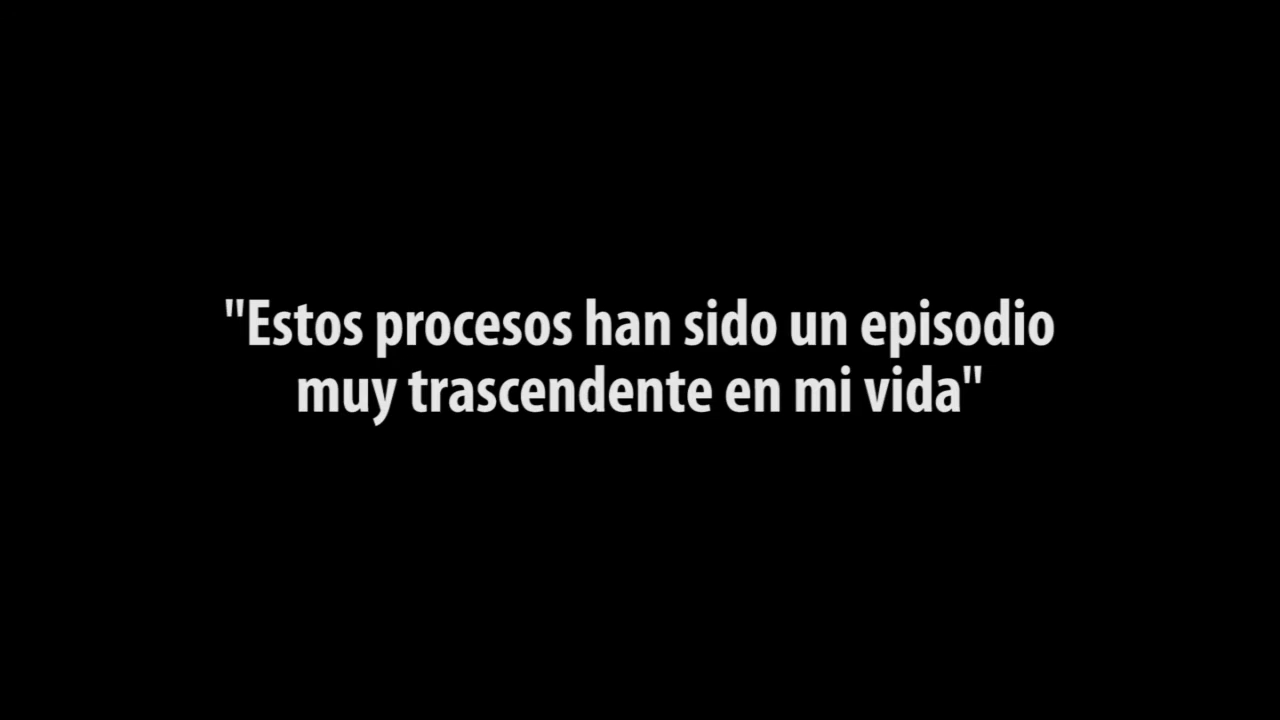 "Estos procesos han sido un episodio
muy trascendente en mi vida"